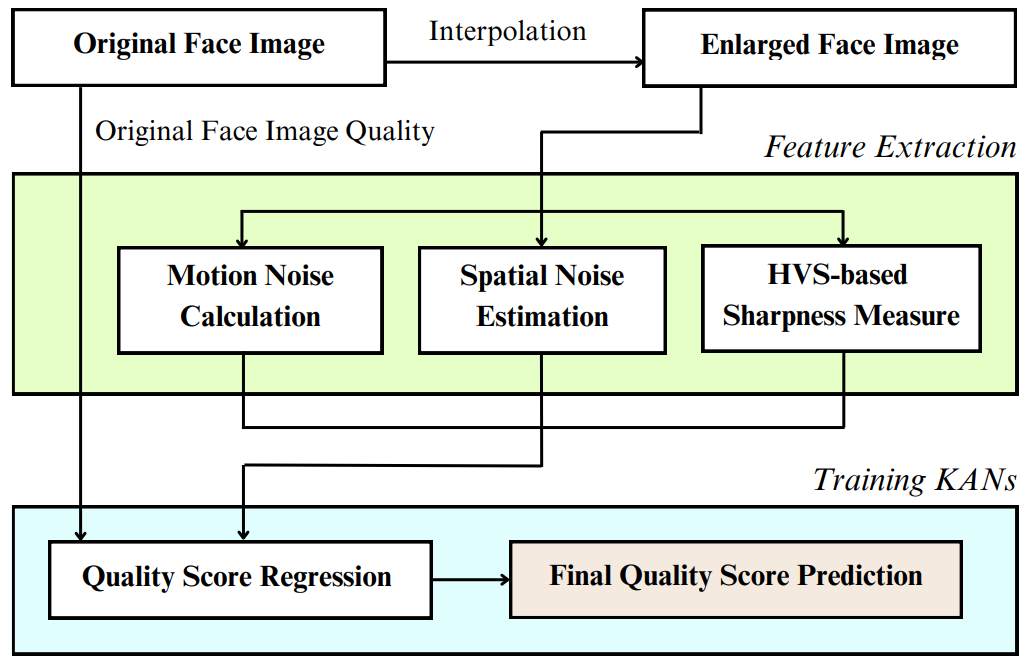 Original Face Image
Interpolation
Enlarged Face Image
Original Face Image Quality
Feature Extraction
Motion Noise
Calculation
Spatial Noise
Estimation
HVS-based
Sharpness Measure
Training KANs
Quality Score Regression
Final Quality Score Prediction